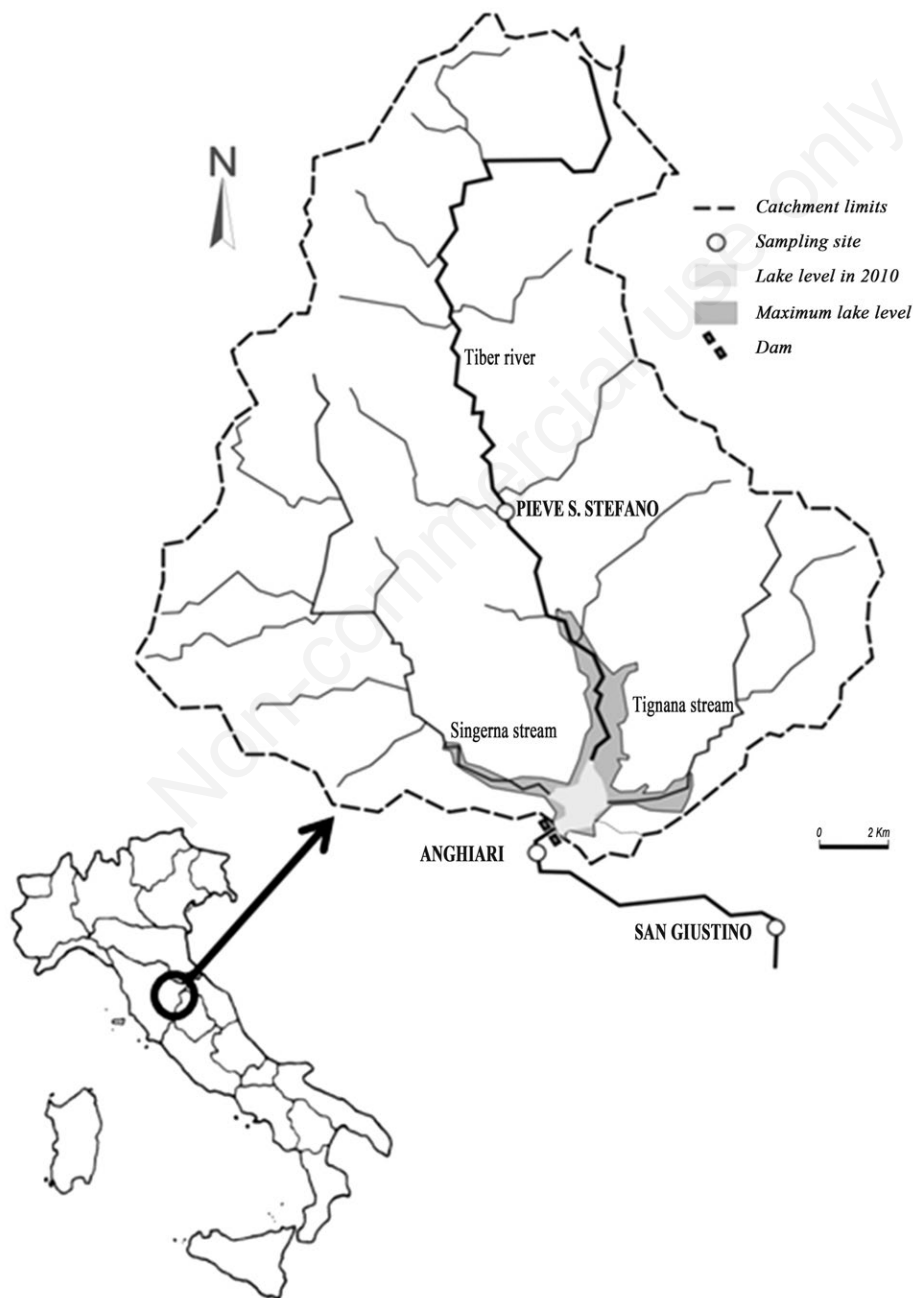 N
Catchment limits
Sampling site
Lake level in 2010
Maximum lake level
Dam
Tiber river
PIEVE S. STEFANO
Tignana stream
Singerna stream
0 2 Km
ANGHIARI
SAN GIUSTINO
Non-commercial use only